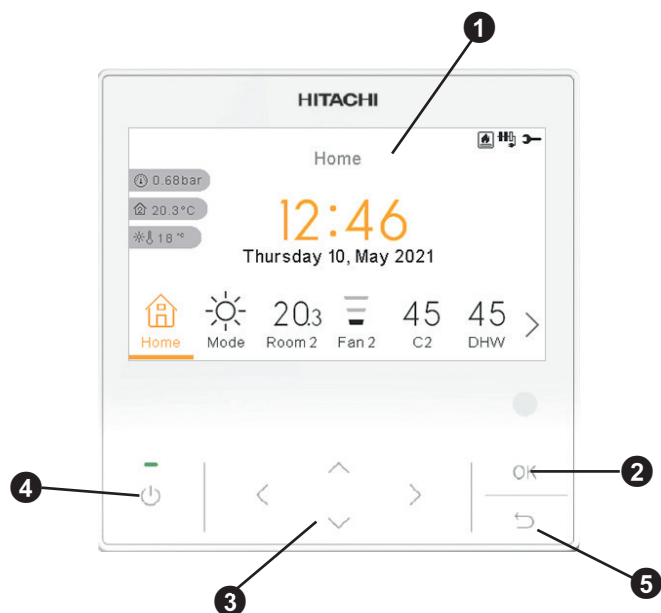 1
HITACHI
Home
0.68bar
20.3°C
18 °C
12:46
Thursday 10, May 2021
20.3 45 45
Home Mode Room 2 Fan 2 C2 DHW
OK
4
2
3
5